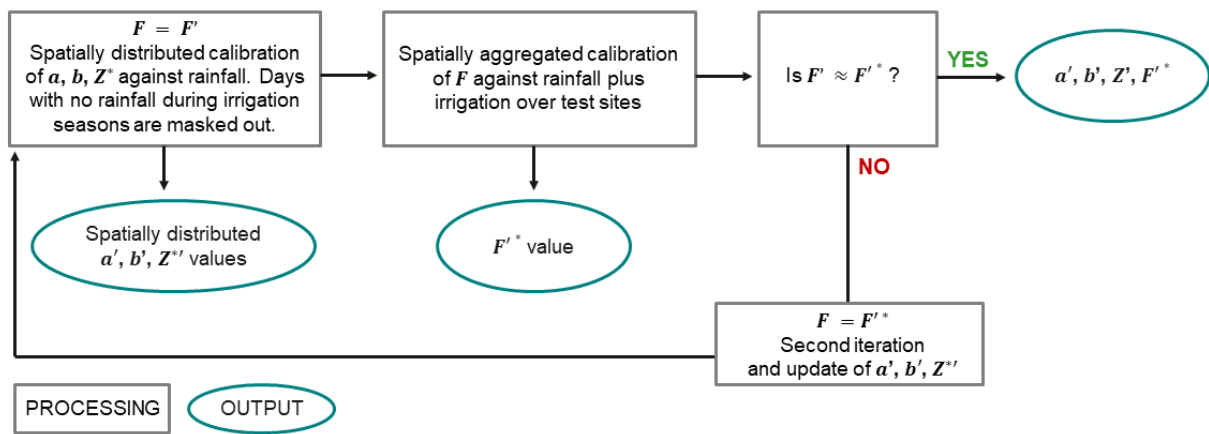 F = F'
Spatially distributed calibration
of a, b, Z* against rainfall. Days
with no rainfall during irrigation
seasons are masked out.
Spatially aggregated calibration
of F against rainfall plus
irrigation over test sites
Is F' ≈ F'* ?
YES
a', b', Z', F'*
NO
Spatially distributed
a', b', Z*' values
F'* value
F = F'*
Second iteration
and update of a', b', Z*'
PROCESSING
OUTPUT